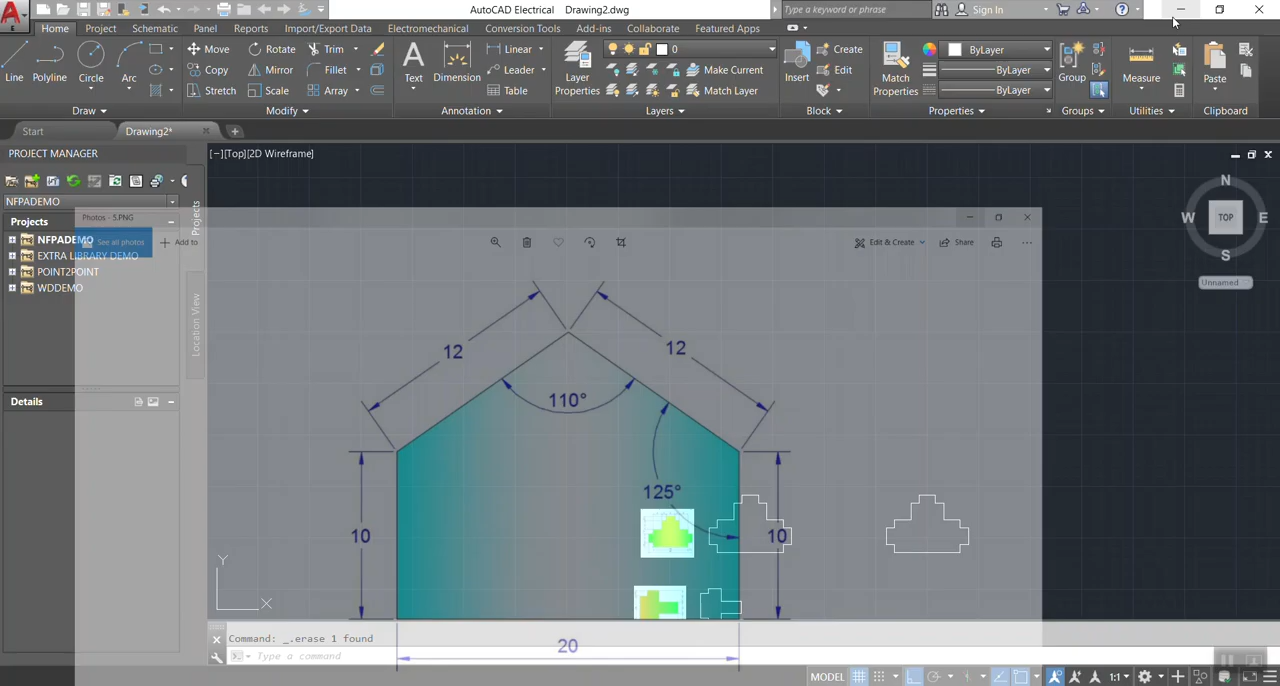 AutoCAD Electrical Drawing2.dwg
Type a keyword or phrase
Sign In
Home Project Schematic Panel Reports Import/Export Data Electromechanical Conversion Tools Add-ins Collaborate Featured Apps
Line Polyline Circle Arc
Move Rotate Trim
Copy Mirror Fillet
Stretch Scale Array
Text Dimension
Linear
Leader
Table
Layer Properties
0
Make Current
Match Layer
Insert
Create
Edit
Match Properties
ByLayer
ByLayer
ByLayer
Group
Measure
Paste
Draw Modify Annotation Layers Block Properties Groups Utilities Clipboard
Start Drawing2*
PROJECT MANAGER
[−][Top][2D Wireframe]
NFPADEMO
Projects
NFPADEMO
EXTRA LIBRARY DEMO
POINT2POINT
WDDEMO
Projects
Location View
Details
Photos - 5.PNG
See all photos
Add to
Edit & Create
Share
N
W TOP E
S
Unnamed
12 12
110°
125°
10 10
20
Y
X
Command: _.erase 1 found
Type a command
MODEL
1:1